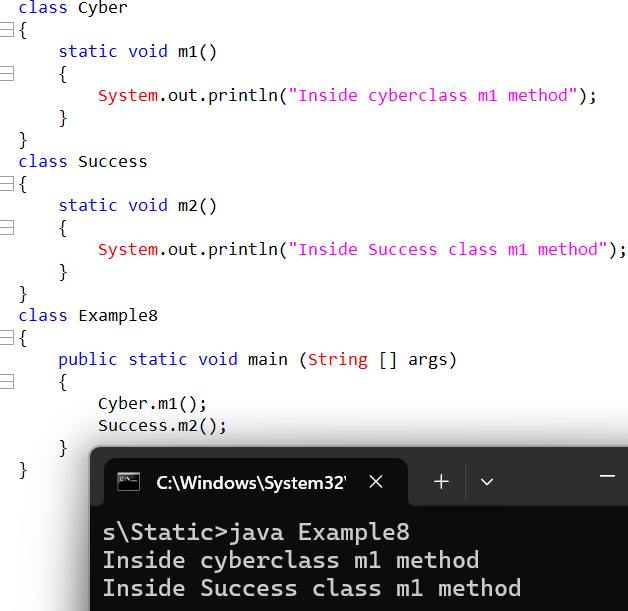 class Cyber
{
static void m1()
{
System.out.println("Inside cyberclass m1 method");
}
}
class Success
{
static void m2()
{
System.out.println("Inside Success class m1 method");
}
}
class Example8
{
public static void main (String [] args)
{
Cyber.m1();
Success.m2();
}
}
C:\Windows\System32\
s\Static>java Example8
Inside cyberclass m1 method
Inside Success class m1 method